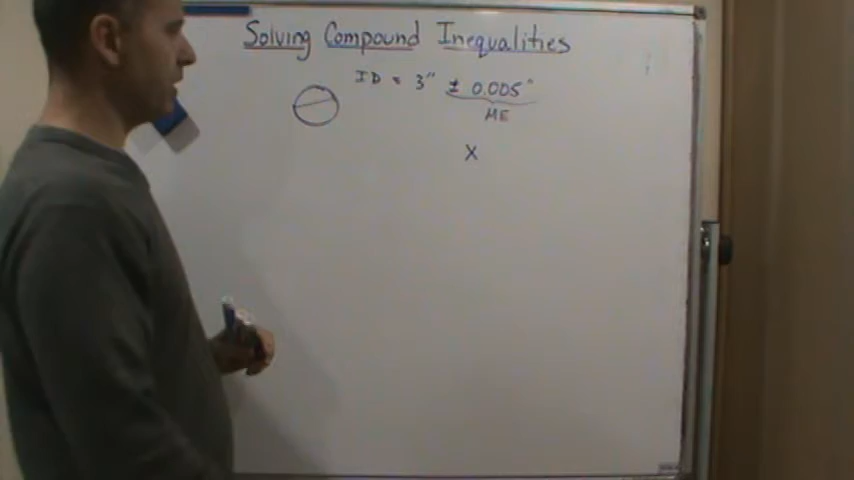 Solving Compound Inequalities
ID = 3" ± 0.005"
ME
X